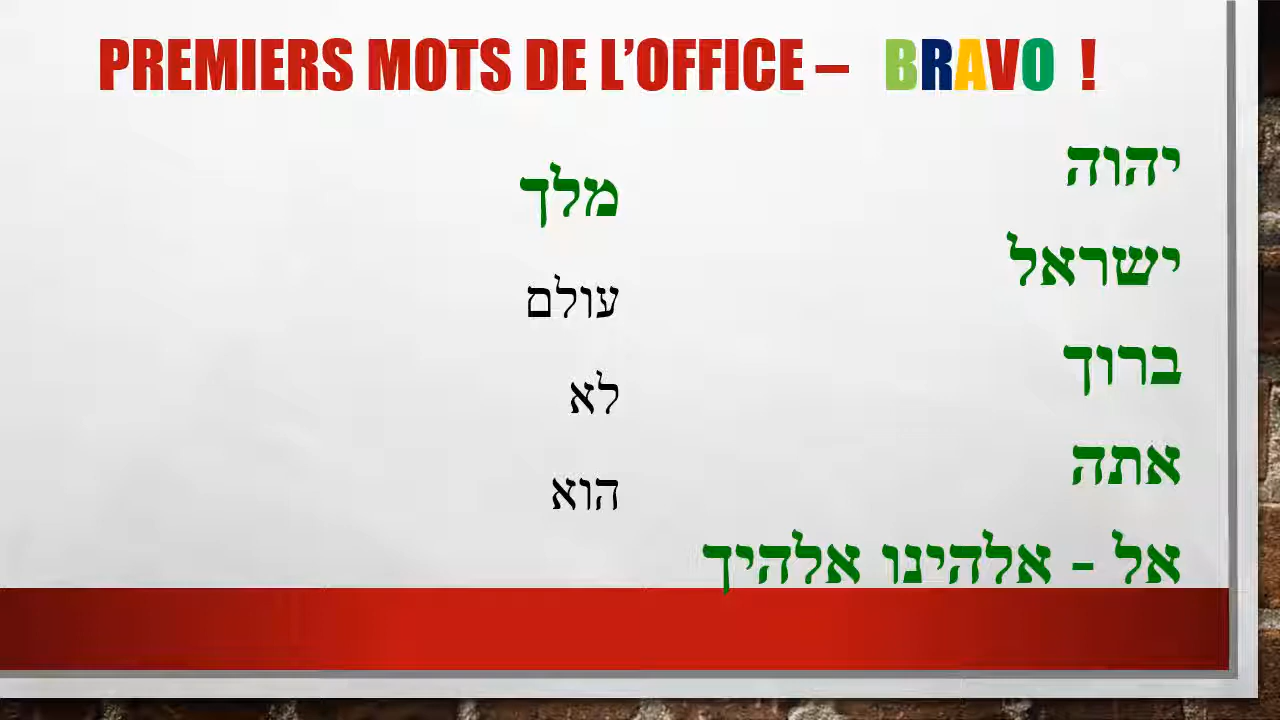 PREMIERS MOTS DE L’OFFICE – BRAVO !
יהוה
ישראל
ברוך
אתה
אל - אלהינו אלהיך
מלך
עולם
לא
הוא